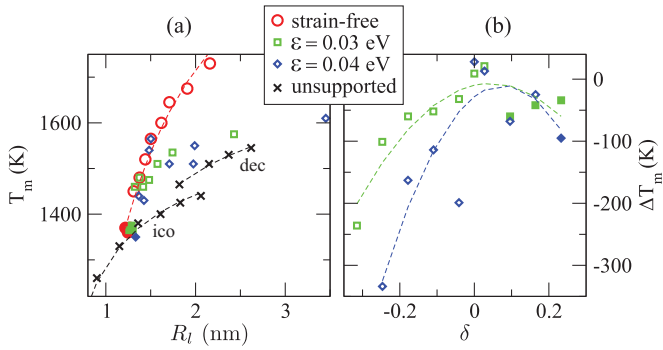 (a)
(b)
strain-free
ε = 0.03 eV
ε = 0.04 eV
unsupported
1600
1400
T_m (K)
dec
ico
1
2
3
R_l (nm)
0
-100
-200
-300
ΔT_m (K)
-0.2
0
0.2
δ